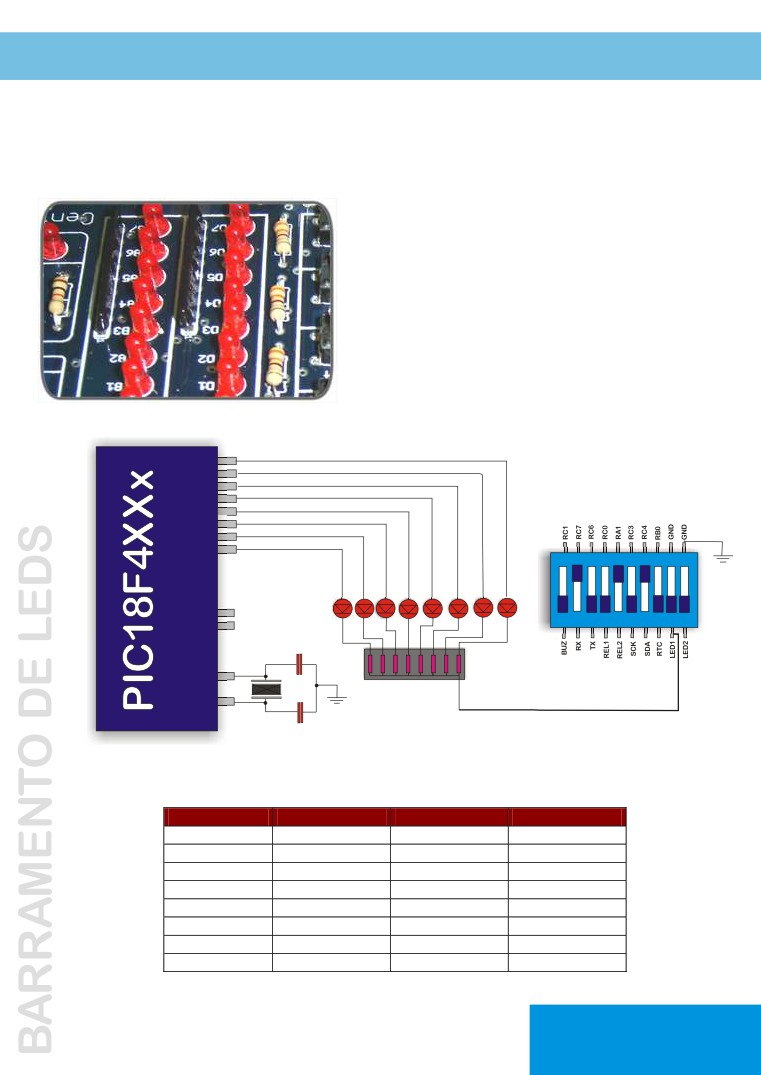 Gen
B7
B6
B5
B4
B3
B2
B1
D7
D6
D5
D4
D3
D2
D1
PIC18F4XXx
RC1
RC7
RC6
RC0
RA1
RC3
RC4
RB0
GND
GND
BUZ
RX
TX
REL1
REL2
SCK
SDA
RTC
LED1
LED2
BARRAMENTO DE LEDS